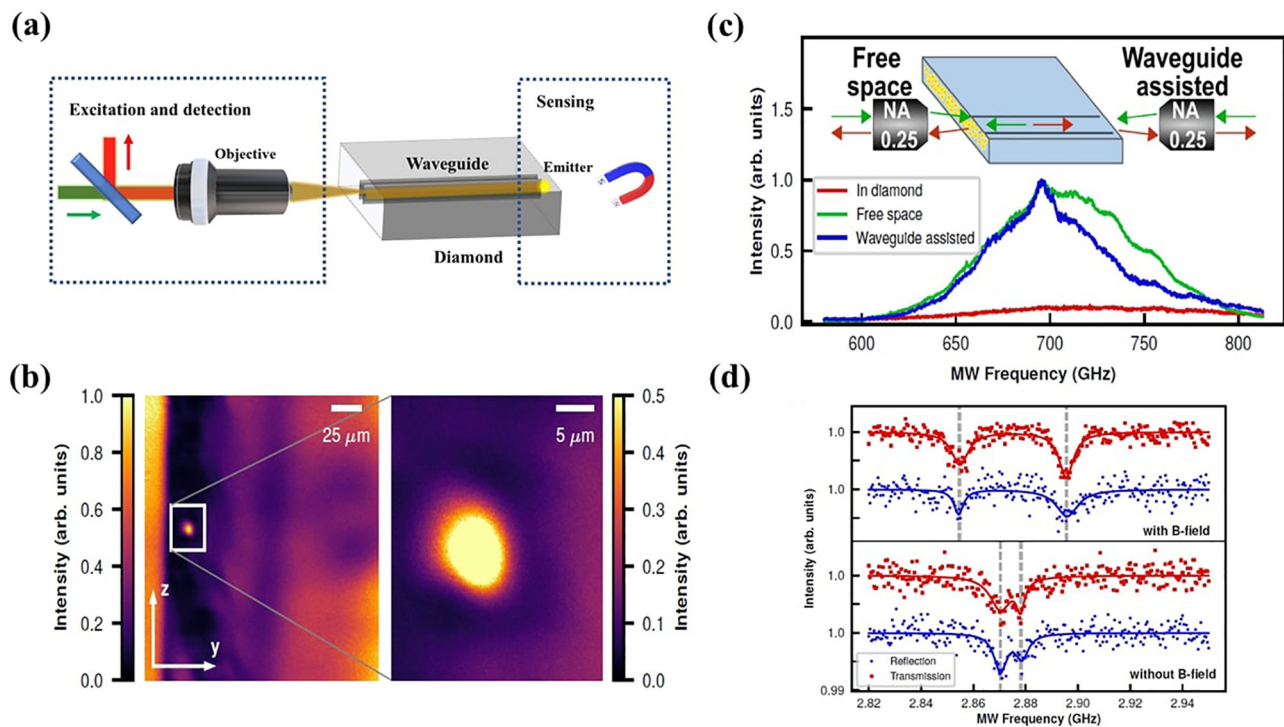 (a)
Excitation and detection
Objective
Waveguide
Emitter
Diamond
Sensing
(b)
Intensity (arb. units)
1.0
0.8
0.6
0.4
0.2
0.0
25 μm
z
y
5 μm
0.5
0.4
0.3
0.2
0.1
0.0
Intensity (arb. units)
(c)
Free
space
Waveguide
assisted
NA
0.25
NA
0.25
In diamond
Free space
Waveguide assisted
Intensity (arb. units)
1.5
1.0
0.5
0.0
600
650
700
750
800
MW Frequency (GHz)
(d)
Intensity (arb. units)
1.0
1.0
with B-field
1.0
1.0
0.99
Reflection
Transmission
without B-field
2.82
2.84
2.86
2.88
2.90
2.92
2.94
MW Frequency (GHz)